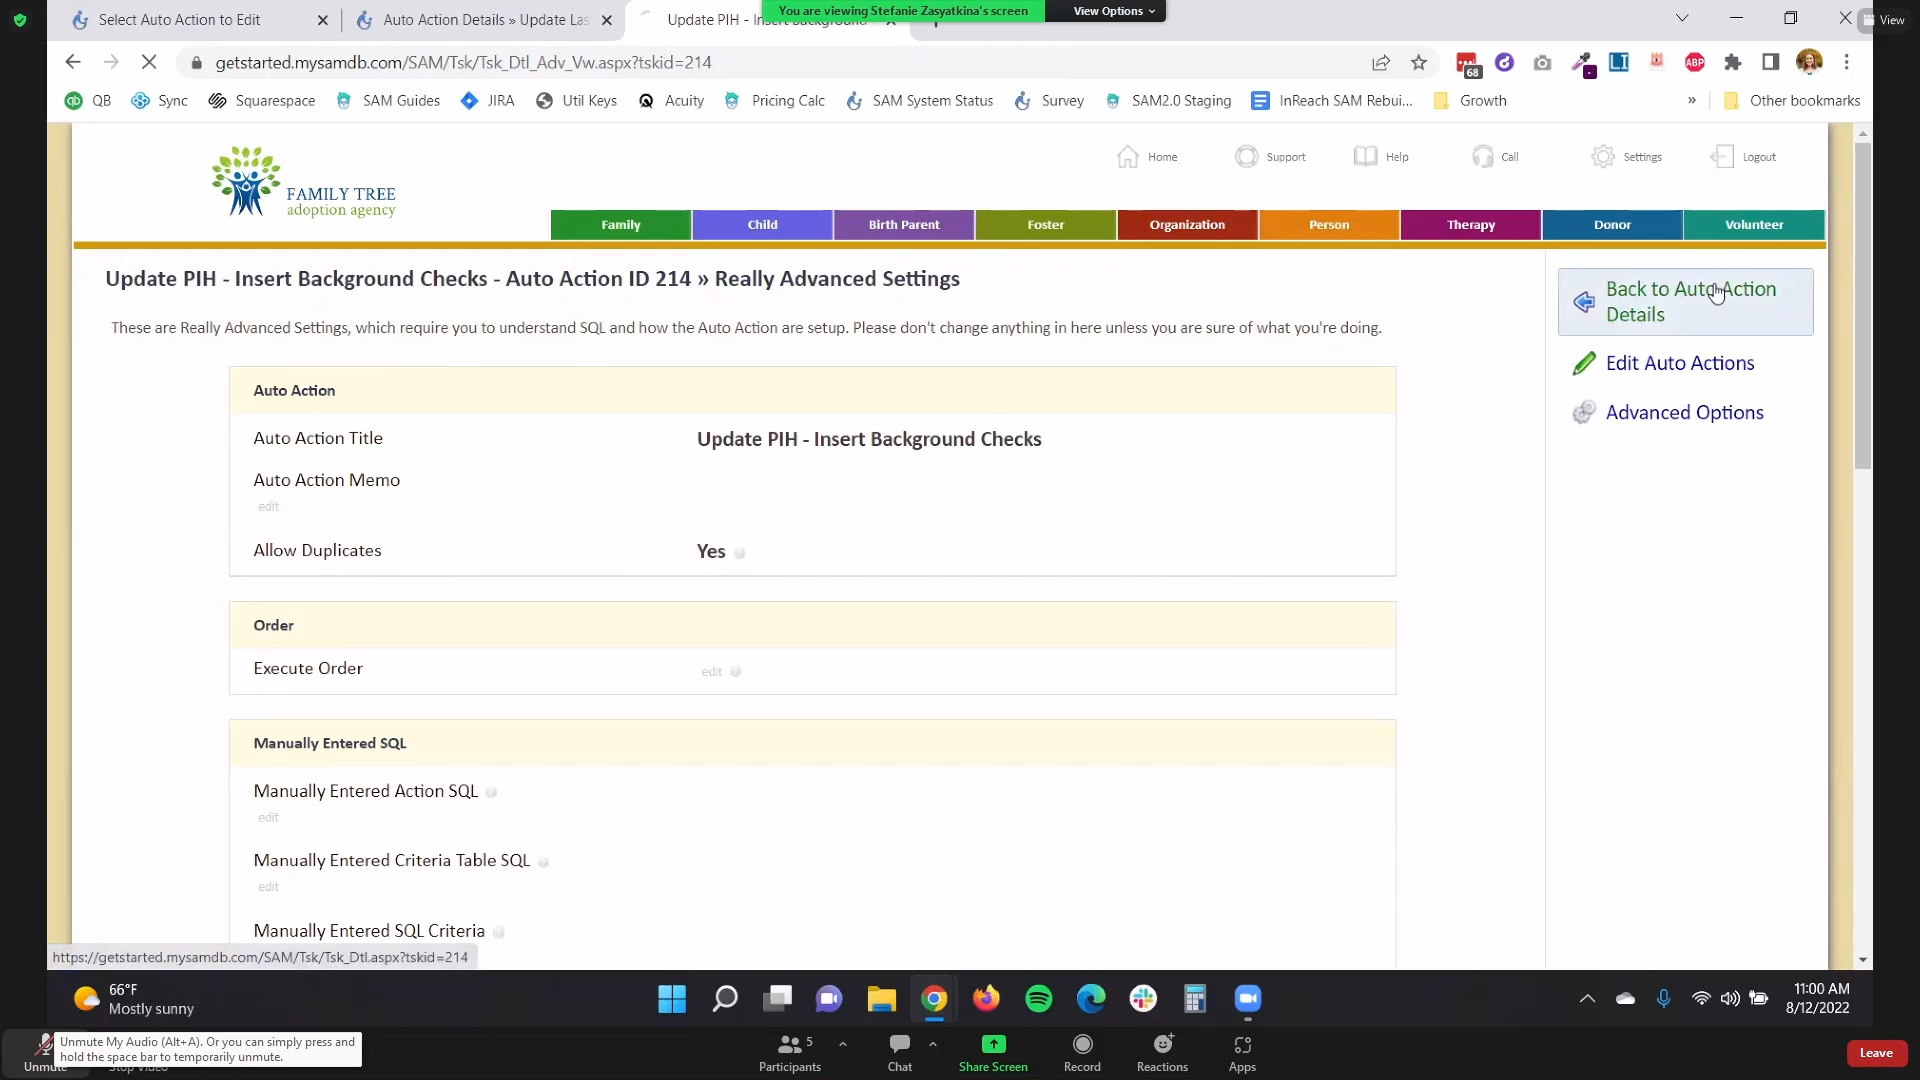 Select Auto Action to Edit
Auto Action Details » Update Las
Update PIH - Insert Background
You are viewing Stefanie Zasyatkina's screen
View Options
View
getstarted.mysamdb.com/SAM/Tsk/Tsk_Dtl_Adv_Vw.aspx?tskid=214
68
LI
ABP
qb
QB
Sync
Squarespace
SAM Guides
JIRA
Util Keys
Acuity
Pricing Calc
SAM System Status
Survey
SAM2.0 Staging
InReach SAM Rebui...
Growth
»
Other bookmarks
FAMILY TREE
adoption agency
Home
Support
Help
Call
Settings
Logout
Family
Child
Birth Parent
Foster
Organization
Person
Therapy
Donor
Volunteer
Update PIH - Insert Background Checks - Auto Action ID 214 » Really Advanced Settings
These are Really Advanced Settings, which require you to understand SQL and how the Auto Action are setup. Please don't change anything in here unless you are sure of what you're doing.
Back to Auto Action
Details
Edit Auto Actions
Advanced Options
Auto Action
Auto Action Title
Update PIH - Insert Background Checks
Auto Action Memo
edit
Allow Duplicates
Yes
Order
Execute Order
edit
Manually Entered SQL
Manually Entered Action SQL
edit
Manually Entered Criteria Table SQL
edit
Manually Entered SQL Criteria
https://getstarted.mysamdb.com/SAM/Tsk/Tsk_Dtl.aspx?tskid=214
66°F
Mostly sunny
11:00 AM
8/12/2022
Unmute
Unmute My Audio (Alt+A). Or you can simply press and
hold the space bar to temporarily unmute.
Stop Video
5
Participants
Chat
Share Screen
Record
Reactions
Apps
Leave